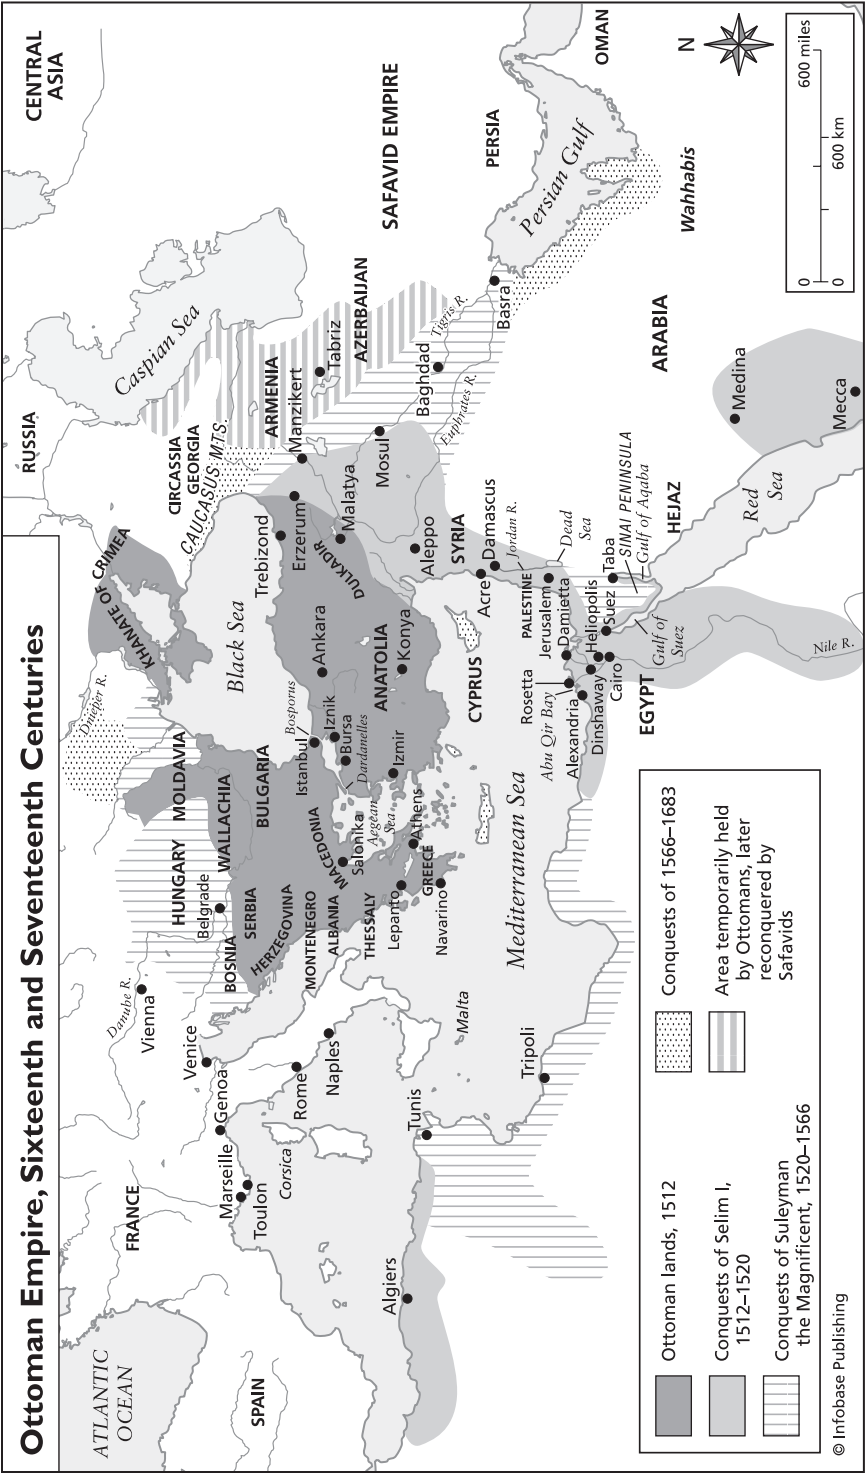 Ottoman Empire, Sixteenth and Seventeenth Centuries
ATLANTIC
OCEAN
SPAIN
FRANCE
Marseille
Toulon
Genoa
Corsica
Venice
Rome
Naples
Danube R.
Vienna
HUNGARY
Belgrade
BOSNIA
SERBIA
HERZEGOVINA
MONTENEGRO
ALBANIA
THESSALY
Lepanto
Navarino
GREECE
Athens
MACEDONIA
Salonika
Aegean
Sea
WALLACHIA
MOLDAVIA
BULGARIA
Dnieper R.
KHANATE OF CRIMEA
RUSSIA
CENTRAL
ASIA
Black Sea
Caspian Sea
CIRCASSIA
GEORGIA
CAUCASUS MTS.
Bosporus
Istanbul
Iznik
Bursa
Dardanelles
Izmir
Ankara
ANATOLIA
Konya
Trebizond
Erzerum
DULKADIR
Malatya
ARMENIA
Manzikert
Tabriz
AZERBAIJAN
SAFAVID EMPIRE
PERSIA
Mosul
Baghdad
Tigris R.
Euphrates R.
Basra
Persian Gulf
OMAN
Wahhabis
ARABIA
Aleppo
SYRIA
Damascus
Acre
Jordan R.
Dead
Sea
PALESTINE
Jerusalem
Damietta
Heliopolis
Suez
Taba
SINAI PENINSULA
Gulf of Aqaba
HEJAZ
Red
Sea
Medina
Mecca
Gulf of
Suez
Nile R.
CYPRUS
Rosetta
Abu Qir Bay
Alexandria
Dinshaway
Cairo
EGYPT
Mediterranean Sea
Malta
Tripoli
Tunis
Algiers
Ottoman lands, 1512
Conquests of Selim I,
1512–1520
Conquests of Suleyman
the Magnificent, 1520–1566
Conquests of 1566–1683
Area temporarily held
by Ottomans, later
reconquered by
Safavids
N
0 600 miles
0 600 km
© Infobase Publishing